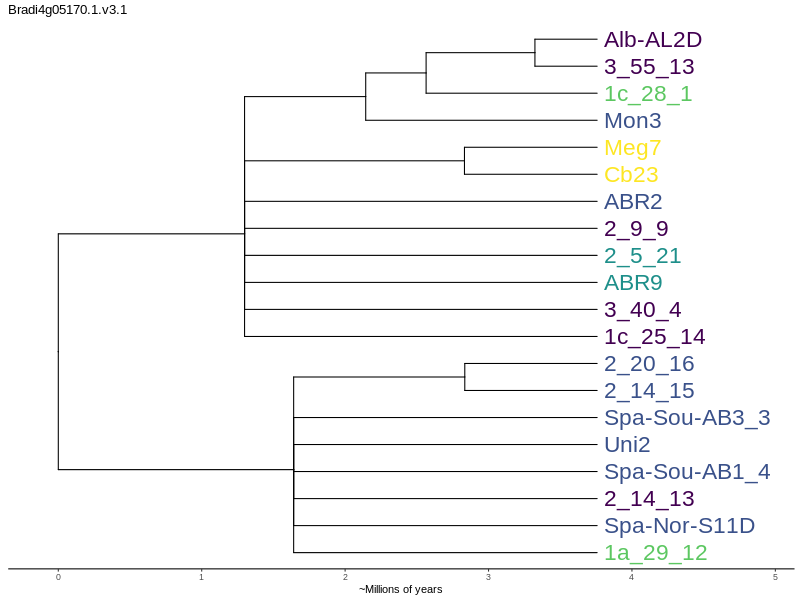 Bradi4g05170.1.v3.1
Alb-AL2D
3_55_13
1c_28_1
Mon3
Meg7
Cb23
ABR2
2_9_9
2_5_21
ABR9
3_40_4
1c_25_14
2_20_16
2_14_15
Spa-Sou-AB3_3
Uni2
Spa-Sou-AB1_4
2_14_13
Spa-Nor-S11D
1a_29_12
0 1 2 3 4 5
~Millions of years